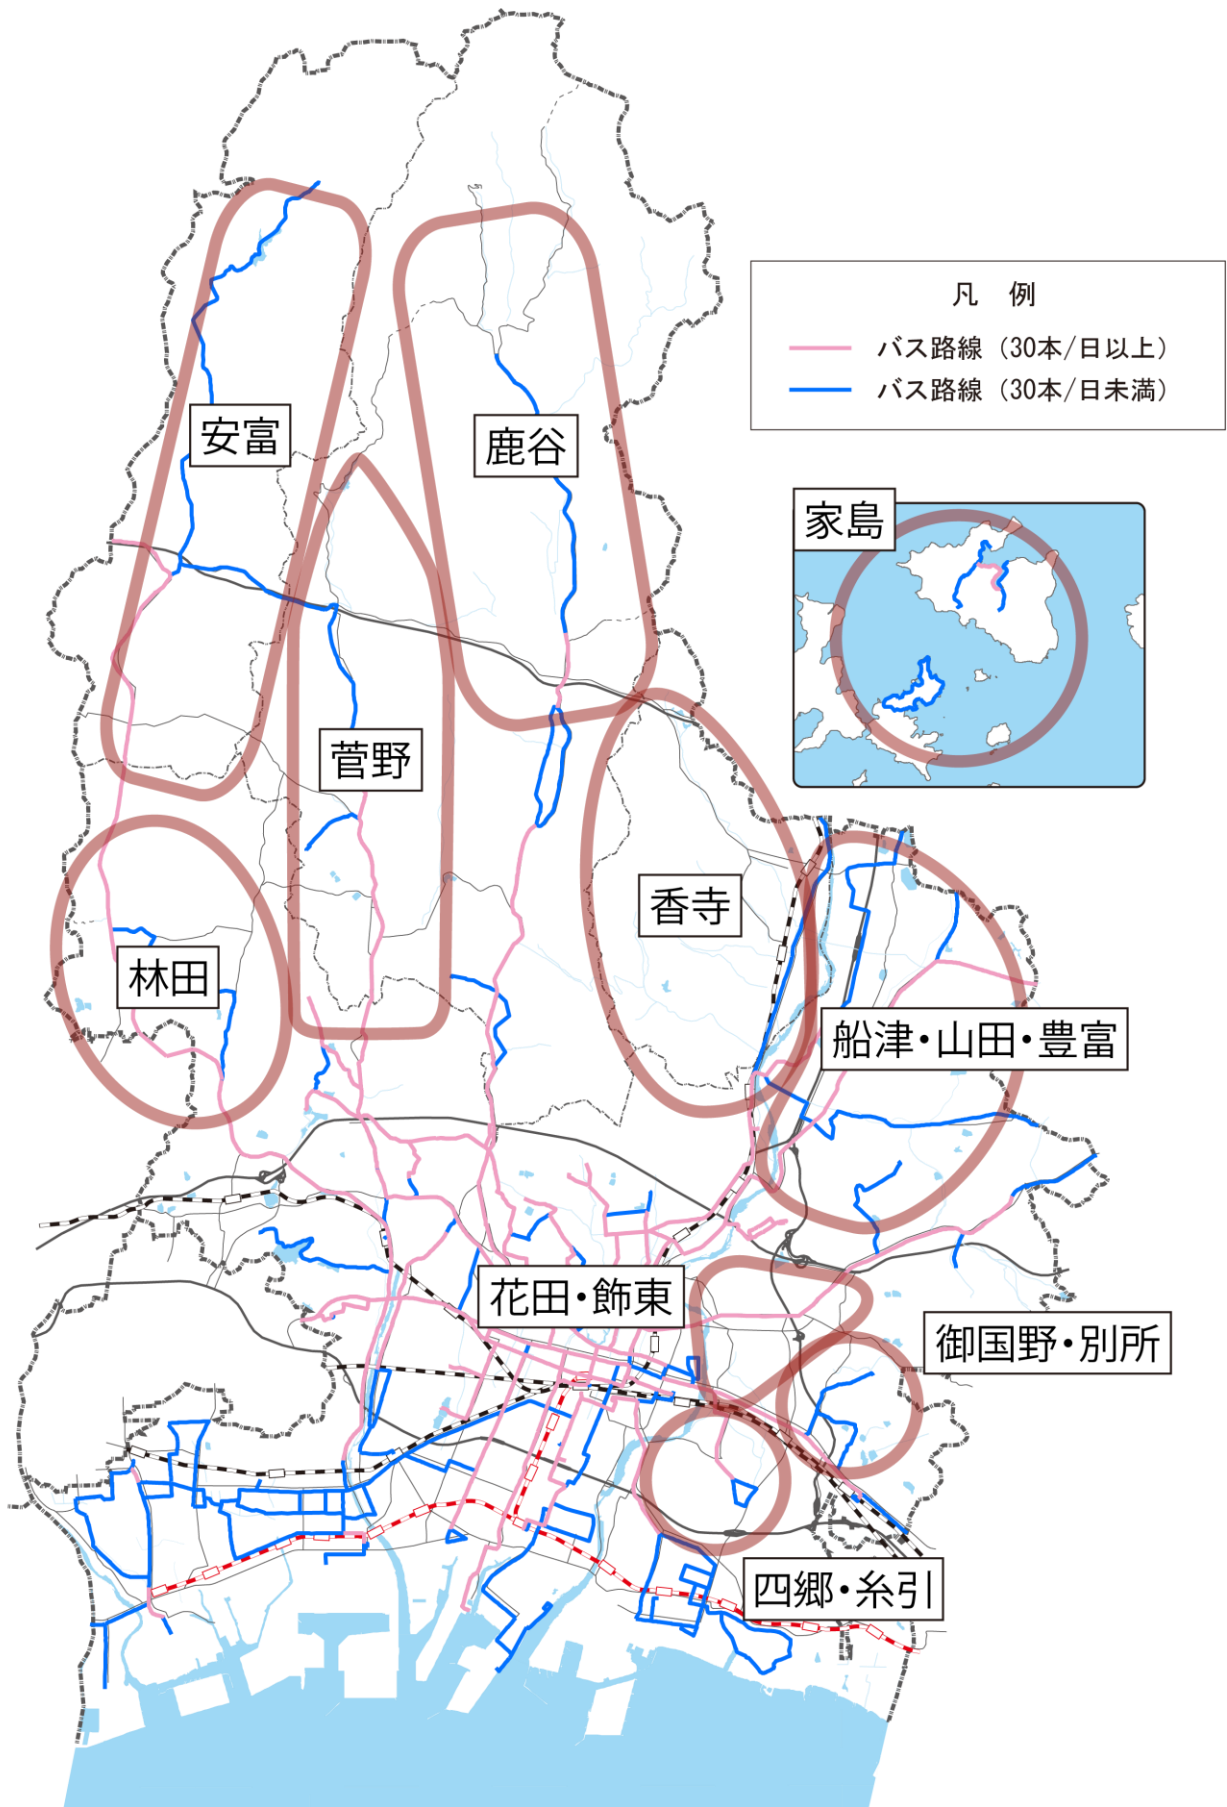 凡 例
バス路線（30本/日以上）
バス路線（30本/日未満）
安富
鹿谷
家島
菅野
香寺
林田
船津・山田・豊富
花田・飾東
御国野・別所
四郷・糸引